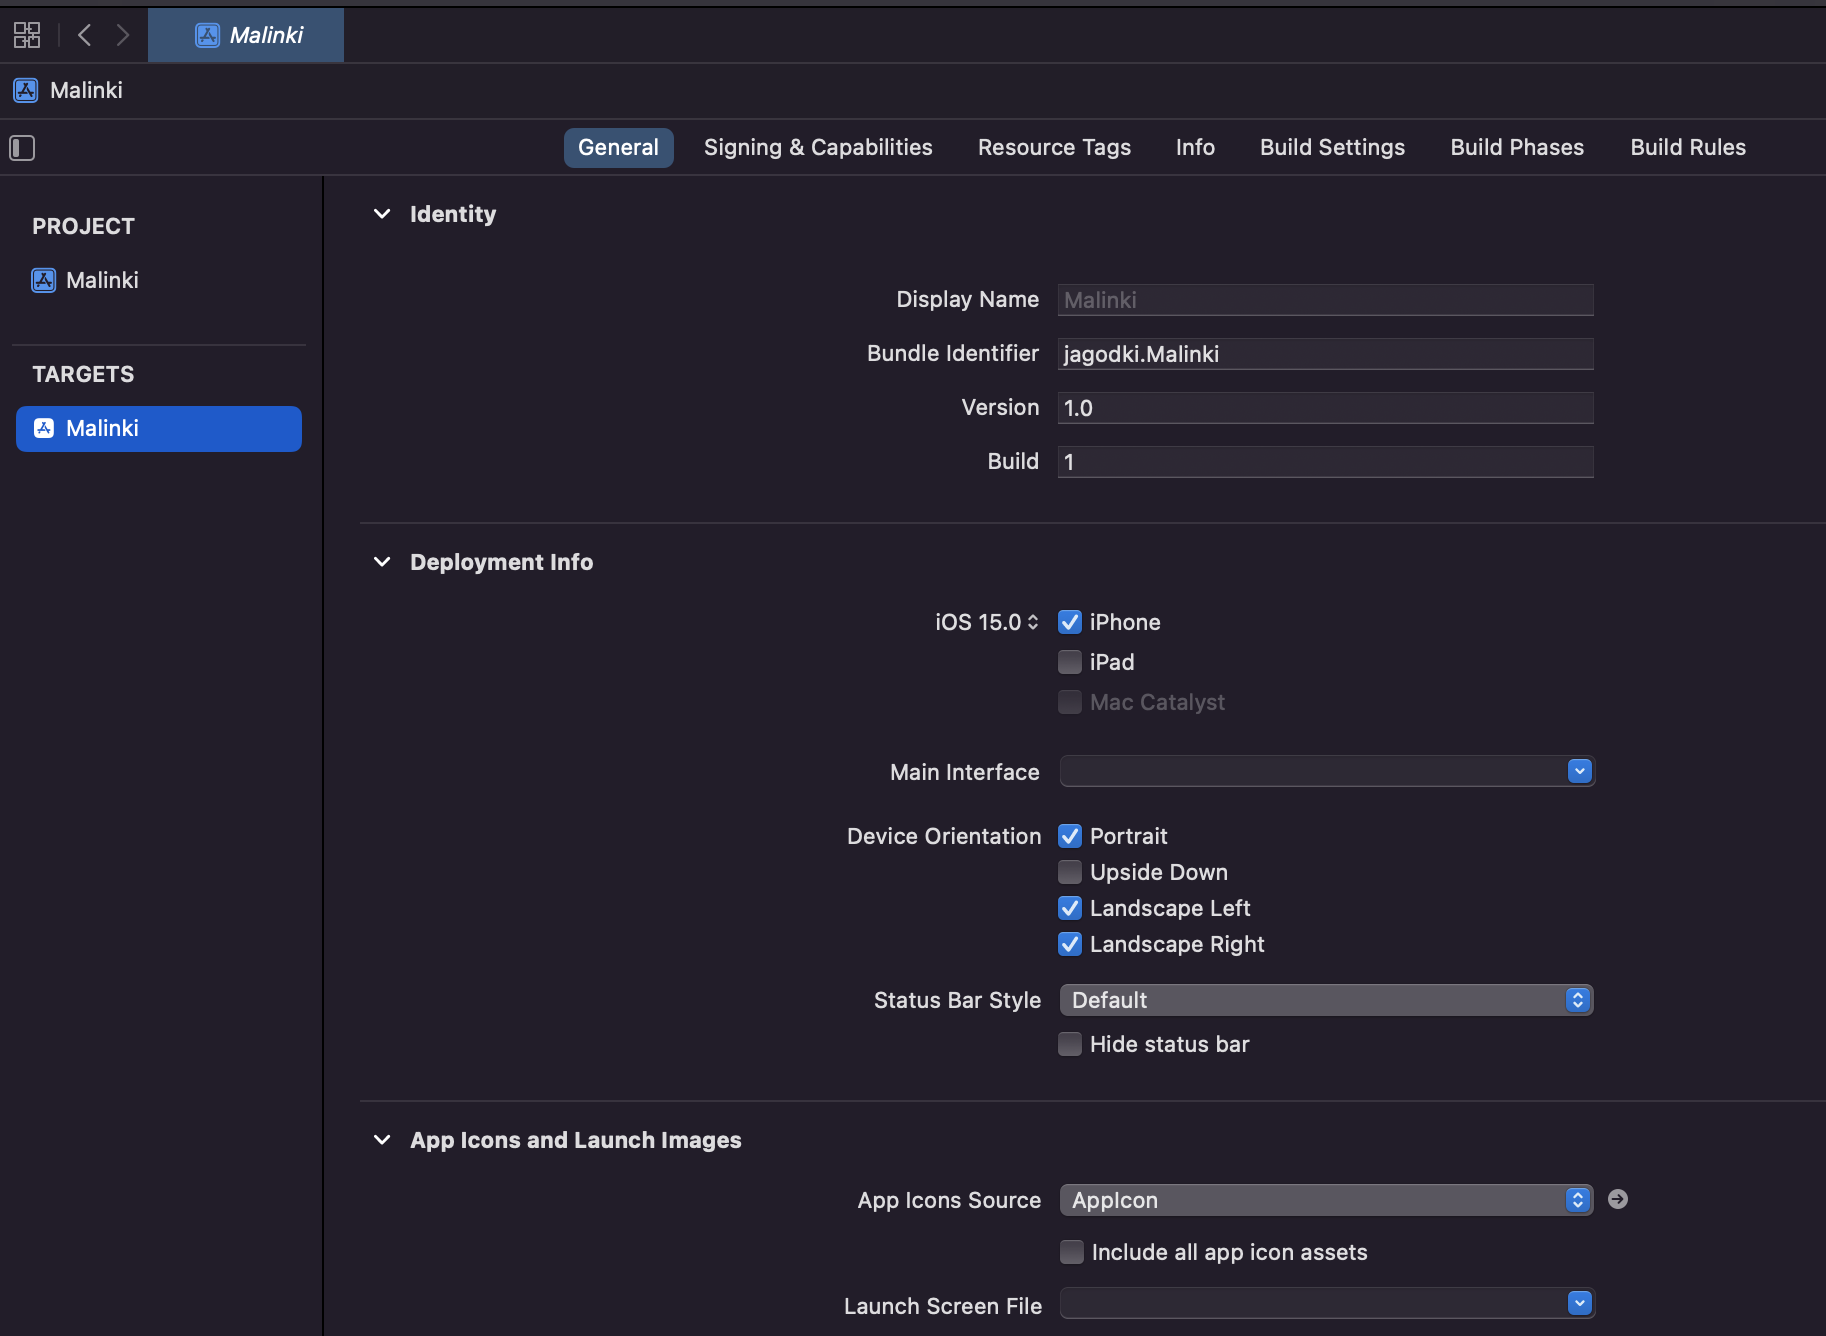 Malinki
Malinki
General Signing & Capabilities Resource Tags Info Build Settings Build Phases Build Rules
PROJECT
Malinki
TARGETS
Malinki
Identity
Display Name Malinki
Bundle Identifier jagodki.Malinki
Version 1.0
Build 1
Deployment Info
iOS 15.0 iPhone
iPad
Mac Catalyst
Main Interface
Device Orientation Portrait
Upside Down
Landscape Left
Landscape Right
Status Bar Style Default
Hide status bar
App Icons and Launch Images
App Icons Source AppIcon
Include all app icon assets
Launch Screen File